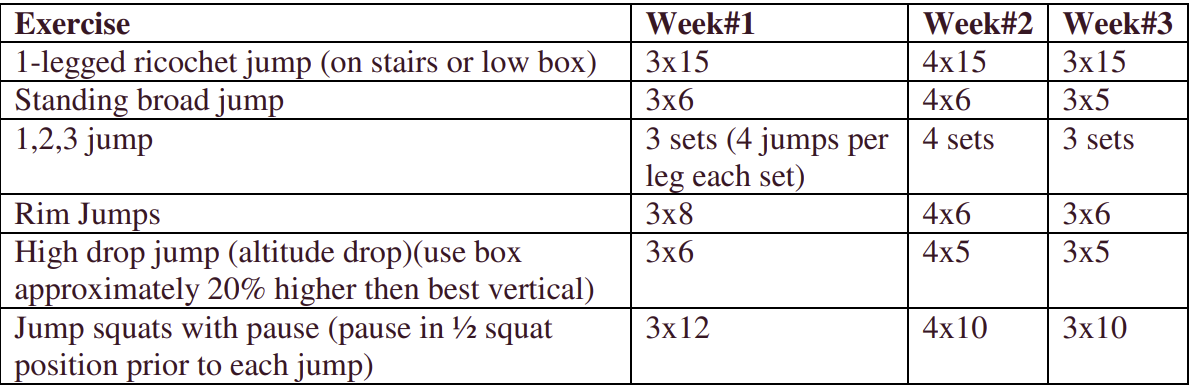 Exercise Week#1 Week#2 Week#3
1-legged ricochet jump (on stairs or low box) 3x15 4x15 3x15
Standing broad jump 3x6 4x6 3x5
1,2,3 jump 3 sets (4 jumps per 4 sets 3 sets
leg each set)
Rim Jumps 3x8 4x6 3x6
High drop jump (altitude drop)(use box 3x6 4x5 3x5
approximately 20% higher then best vertical)
Jump squats with pause (pause in ½ squat 3x12 4x10 3x10
position prior to each jump)